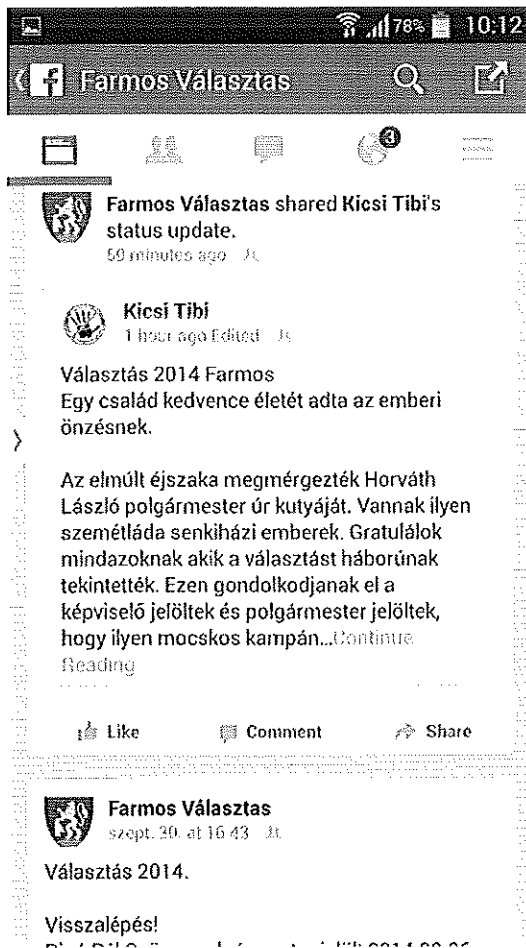 78% 10:12
Farmos Választas
3
Farmos Választas shared Kicsi Tibi's
status update.
59 minutes ago
Kicsi Tibi
1 hour ago Edited
Választás 2014 Farmos
Egy család kedvence életét adta az emberi
önzésnek.
Az elmúlt éjszaka megmérgezték Horváth
László polgármester úr kutyáját. Vannak ilyen
szemétláda senkiházi emberek. Gratulálok
mindazoknak akik a választást háborúnak
tekintették. Ezen gondolkodjanak el a
képviselő jelöltek és polgármester jelöltek,
hogy ilyen mocskos kampán...Continue
Reading
Like Comment Share
Farmos Választas
szept. 30. at 16:43
Választás 2014.
Visszalépés!